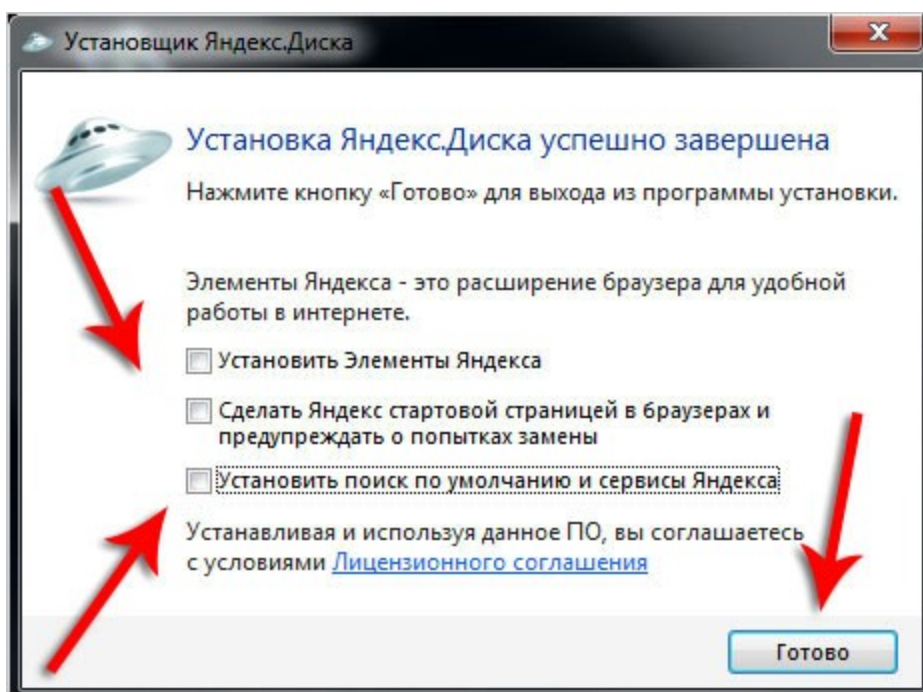 Установщик Яндекс.Диска
Установка Яндекс.Диска успешно завершена
Нажмите кнопку «Готово» для выхода из программы установки.
Элементы Яндекса - это расширение браузера для удобной
работы в интернете.
Установить Элементы Яндекса
Сделать Яндекс стартовой страницей в браузерах и
предупреждать о попытках замены
Установить поиск по умолчанию и сервисы Яндекса
Устанавливая и используя данное ПО, вы соглашаетесь
с условиями Лицензионного соглашения
Готово